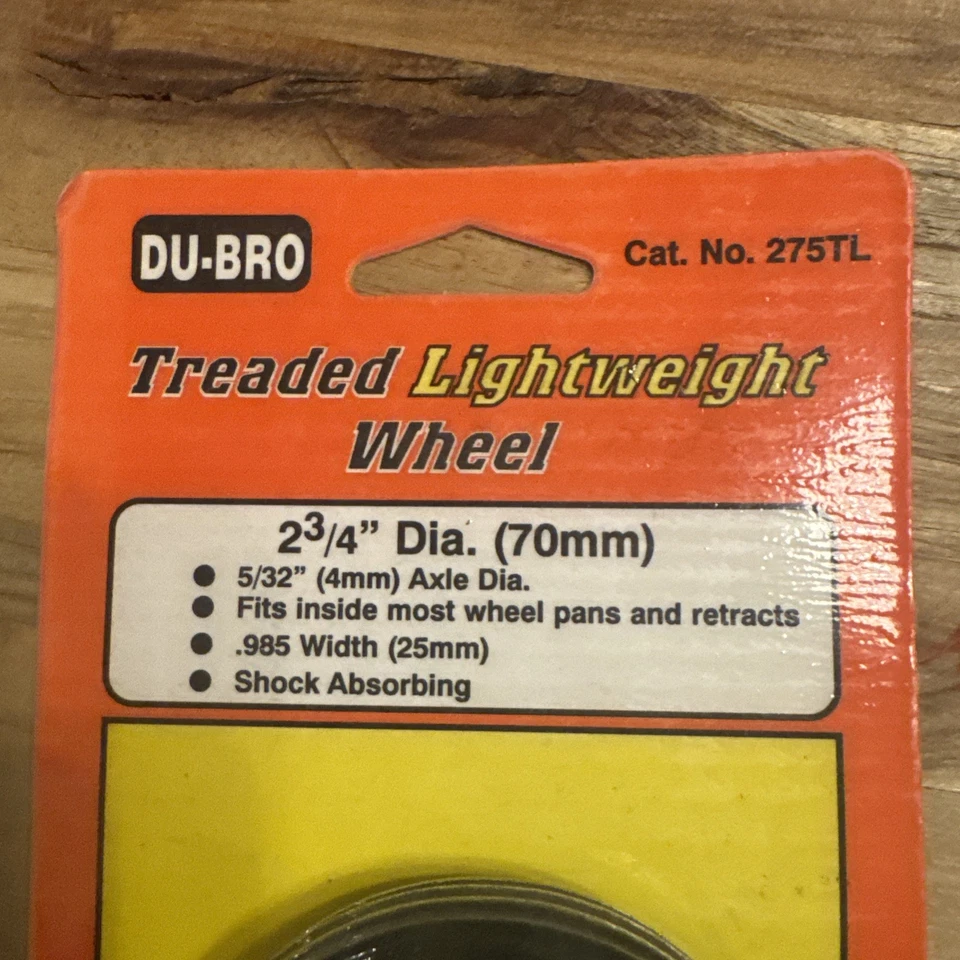 DU-BRO
Cat. No. 275TL
Treaded Lightweight
Wheel
2 3/4” Dia. (70mm)
● 5/32” (4mm) Axle Dia.
● Fits inside most wheel pans and retracts
● .985 Width (25mm)
● Shock Absorbing